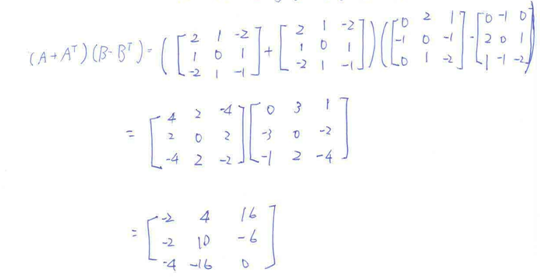 (A+Aᵀ)(B-Bᵀ) = ([2 1 -2; 1 0 1; -2 1 -1] + [2 1 -2; 1 0 1; -2 1 -1])([0 2 1; -1 0 -1; 0 1 -2] - [0 -1 0; 2 0 1; 1 -1 -2])
= [4 2 -4; 2 0 2; -4 2 -2][0 3 1; -3 0 -2; -1 2 -4]
= [-2 4 16; -2 10 -6; -4 -16 0]